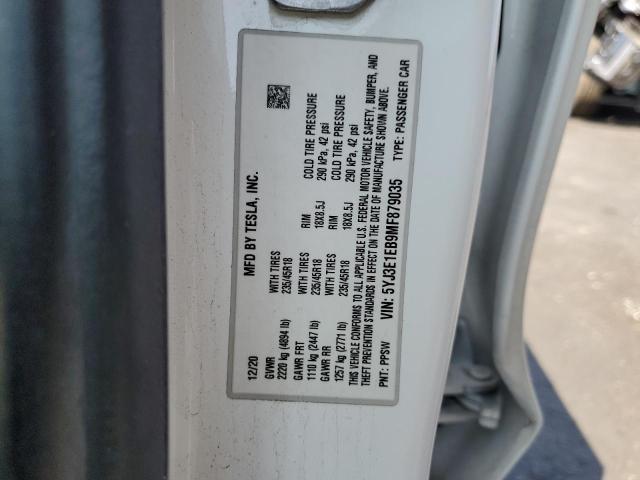 MFD BY TESLA, INC.
12/20
GVWR WITH TIRES RIM COLD TIRE PRESSURE
2220 kg (4894 lb) 235/45R18 18X8.5J 290 kPa, 42 psi
GAWR FRT WITH TIRES RIM COLD TIRE PRESSURE
1110 kg (2447 lb) 235/45R18 18X8.5J 290 kPa, 42 psi
GAWR RR
1257 kg (2771 lb) 235/45R18
THIS VEHICLE CONFORMS TO ALL APPLICABLE U.S. FEDERAL MOTOR VEHICLE SAFETY, BUMPER, AND
THEFT PREVENTION STANDARDS IN EFFECT ON THE DATE OF MANUFACTURE SHOWN ABOVE.
PNT: PPSW VIN: 5YJ3E1EB9MF879035 TYPE: PASSENGER CAR